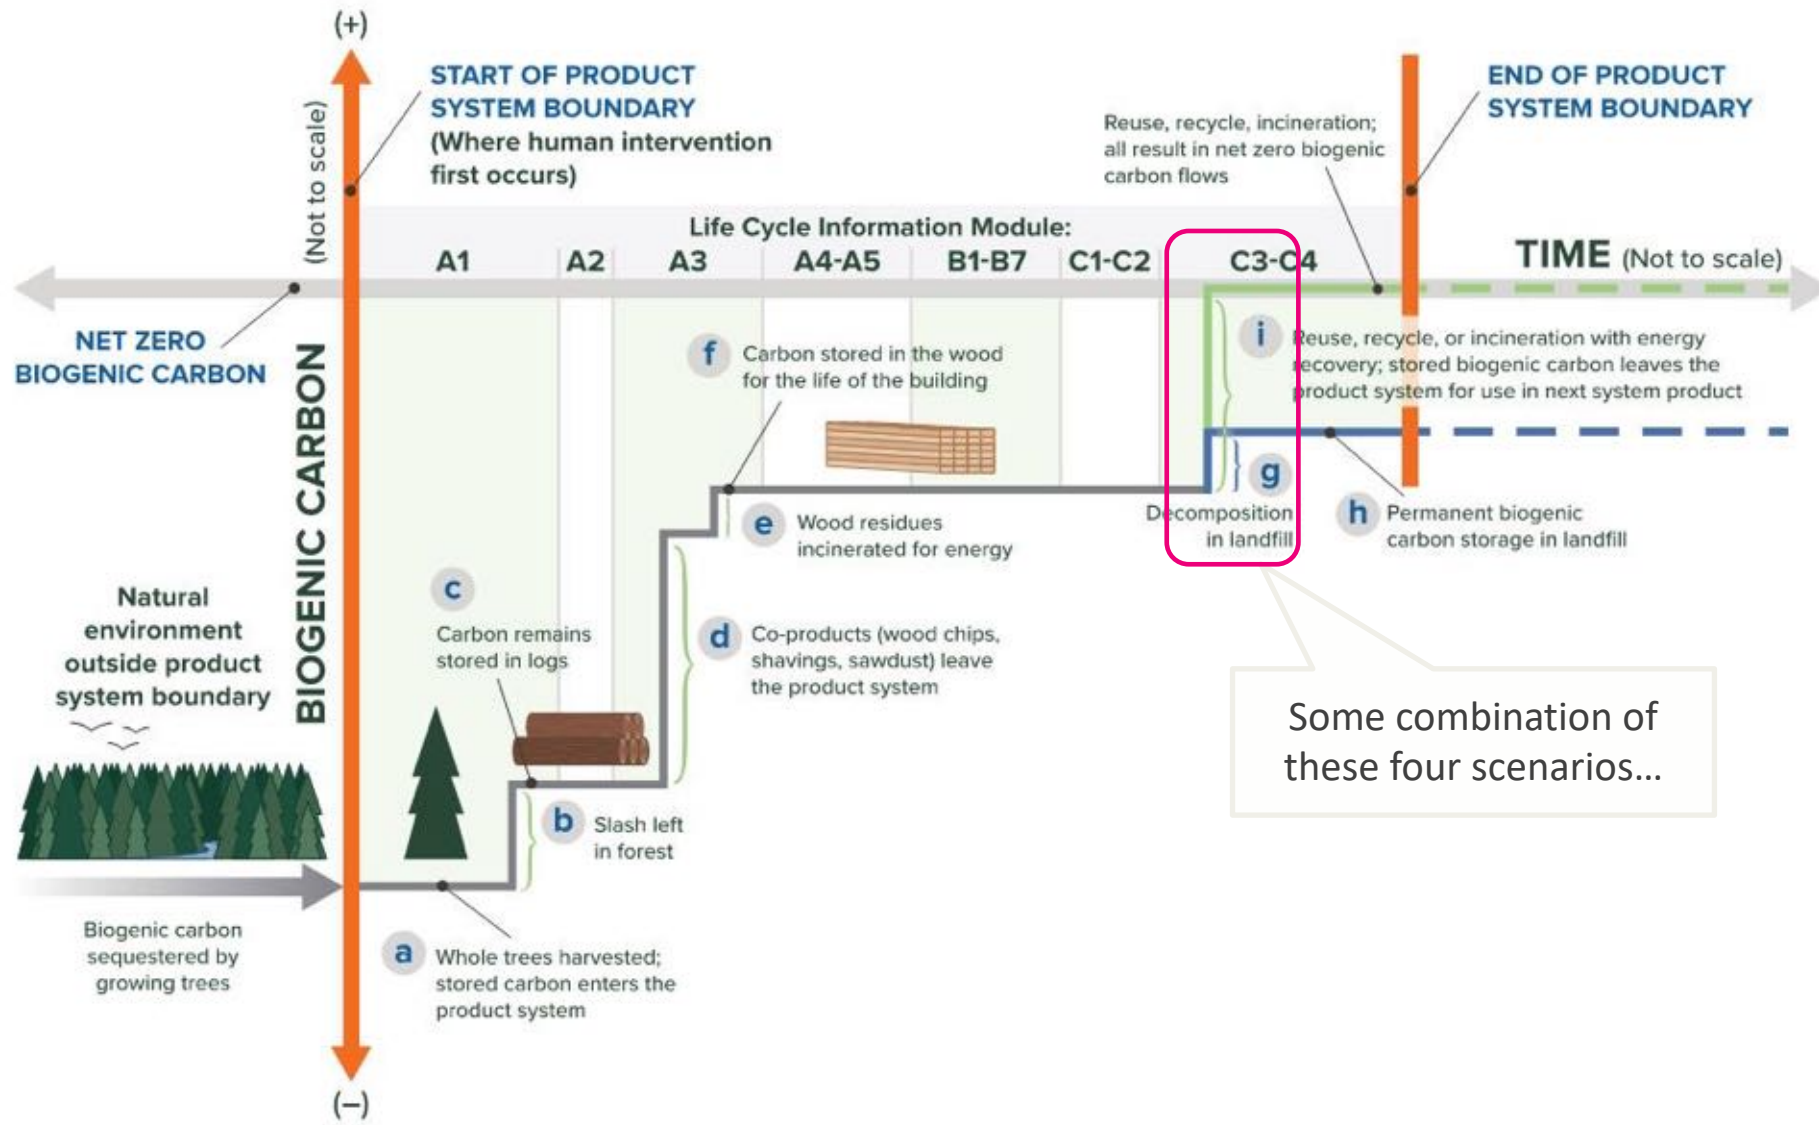 (+)
START OF PRODUCT
SYSTEM BOUNDARY
(Where human intervention
first occurs)
(Not to scale)
Reuse, recycle, incineration;
all result in net zero biogenic
carbon flows
END OF PRODUCT
SYSTEM BOUNDARY
Life Cycle Information Module:
A1
A2
A3
A4-A5
B1-B7
C1-C2
C3-C4
TIME (Not to scale)
NET ZERO
BIOGENIC CARBON
BIOGENIC CARBON
f
Carbon stored in the wood
for the life of the building
i
Reuse, recycle, or incineration with energy
recovery; stored biogenic carbon leaves the
product system for use in next system product
g
Decomposition
in landfill
h
Permanent biogenic
carbon storage in landfill
e
Wood residues
incinerated for energy
c
Carbon remains
stored in logs
d
Co-products (wood chips,
shavings, sawdust) leave
the product system
Natural
environment
outside product
system boundary
Some combination of
these four scenarios...
b
Slash left
in forest
Biogenic carbon
sequestered by
growing trees
a
Whole trees harvested;
stored carbon enters the
product system
(−)